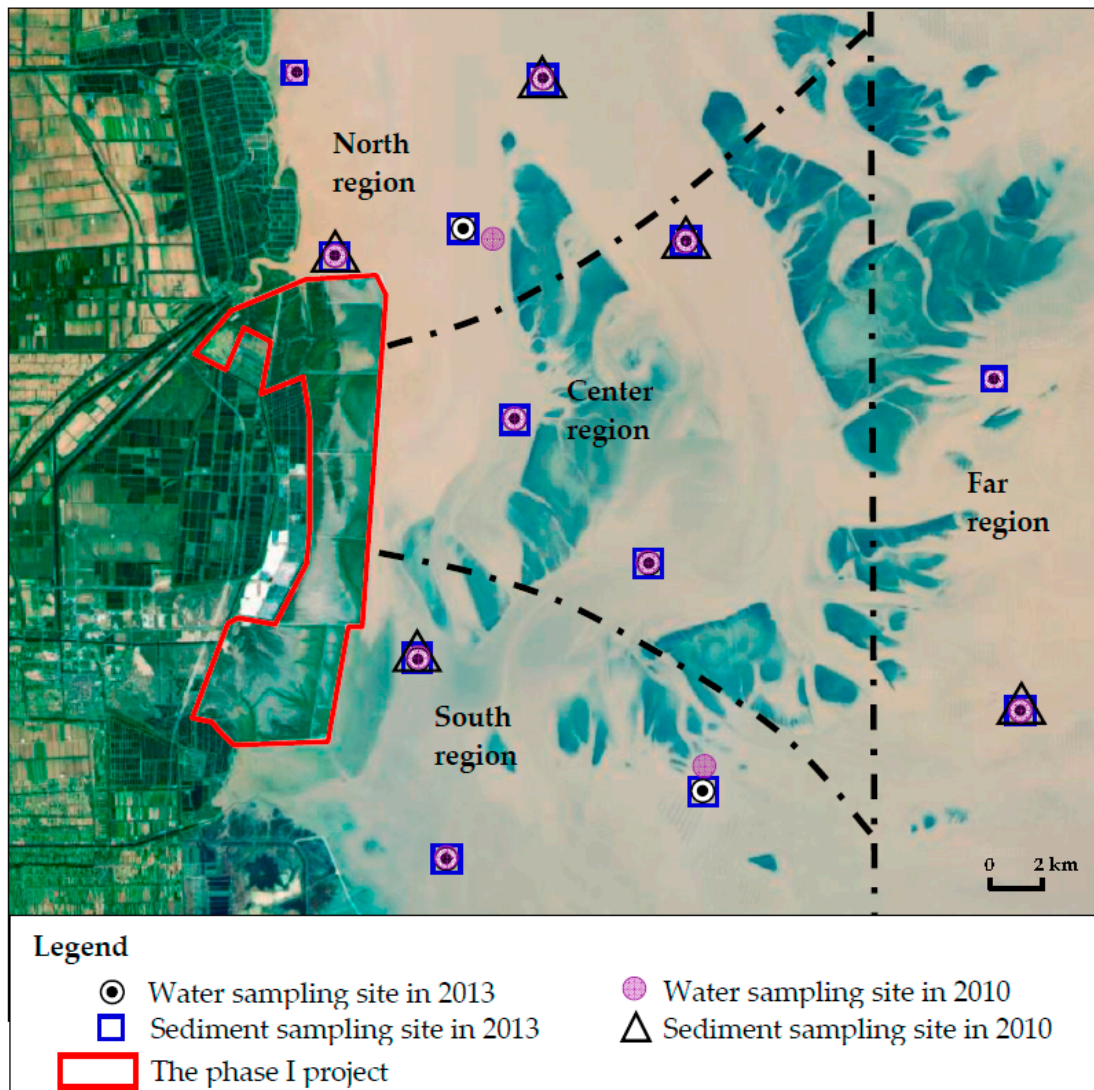 North
region
Center
region
Far
region
South
region
0 2 km
Legend
Water sampling site in 2013
Water sampling site in 2010
Sediment sampling site in 2013
Sediment sampling site in 2010
The phase I project